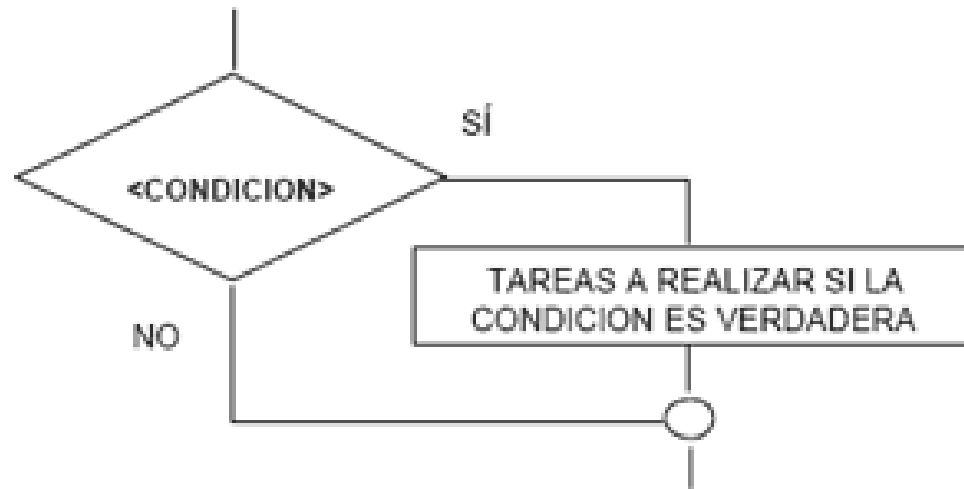 SÍ
<CONDICION>
TAREAS A REALIZAR SI LA
CONDICION ES VERDADERA
NO